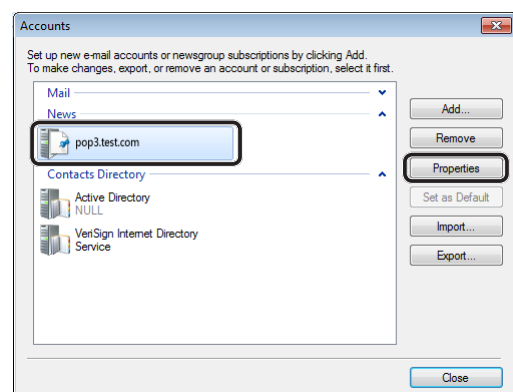 Accounts
Set up new e-mail accounts or newsgroup subscriptions by clicking Add.
To make changes, export, or remove an account or subscription, select it first.
Mail
News
pop3.test.com
Contacts Directory
Active Directory
NULL
VeriSign Internet Directory
Service
Add...
Remove
Properties
Set as Default
Import...
Export...
Close